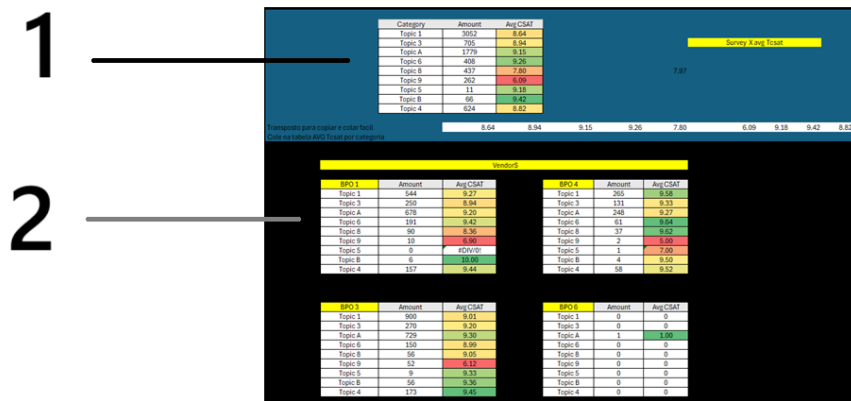 1
Category Amount Avg CSAT
Topic 1 3052 8.64
Topic 3 705 8.94
Topic A 1779 9.15
Topic 6 408 9.26
Topic 8 437 7.80
Topic 9 262 6.09
Topic 5 11 9.18
Topic B 66 9.42
Topic 4 624 8.82
Survey X avg Tcsat
7.97
Transposto para copiar e colar facil 8.64 8.94 9.15 9.26 7.80 6.09 9.18 9.42 8.82
Cole na tabela AVG Tcsat por categoria
2
VendorS
BPO 1 Amount Avg CSAT
Topic 1 544 9.27
Topic 3 250 8.94
Topic A 678 9.20
Topic 6 191 9.42
Topic 8 90 8.36
Topic 9 10 6.90
Topic 5 0 #DIV/0!
Topic B 6 10.00
Topic 4 157 9.44
BPO 4 Amount Avg CSAT
Topic 1 265 9.58
Topic 3 131 9.33
Topic A 248 9.27
Topic 6 61 9.64
Topic 8 37 9.62
Topic 9 2 5.00
Topic 5 1 7.00
Topic B 4 9.50
Topic 4 58 9.52
BPO 3 Amount Avg CSAT
Topic 1 900 9.01
Topic 3 270 9.20
Topic A 729 9.30
Topic 6 150 8.99
Topic 8 56 9.05
Topic 9 52 6.12
Topic 5 9 9.33
Topic B 56 9.36
Topic 4 173 9.45
BPO 6 Amount Avg CSAT
Topic 1 0 0
Topic 3 0 0
Topic A 1 1.00
Topic 6 0 0
Topic 8 0 0
Topic 9 0 0
Topic 5 0 0
Topic B 0 0
Topic 4 0 0